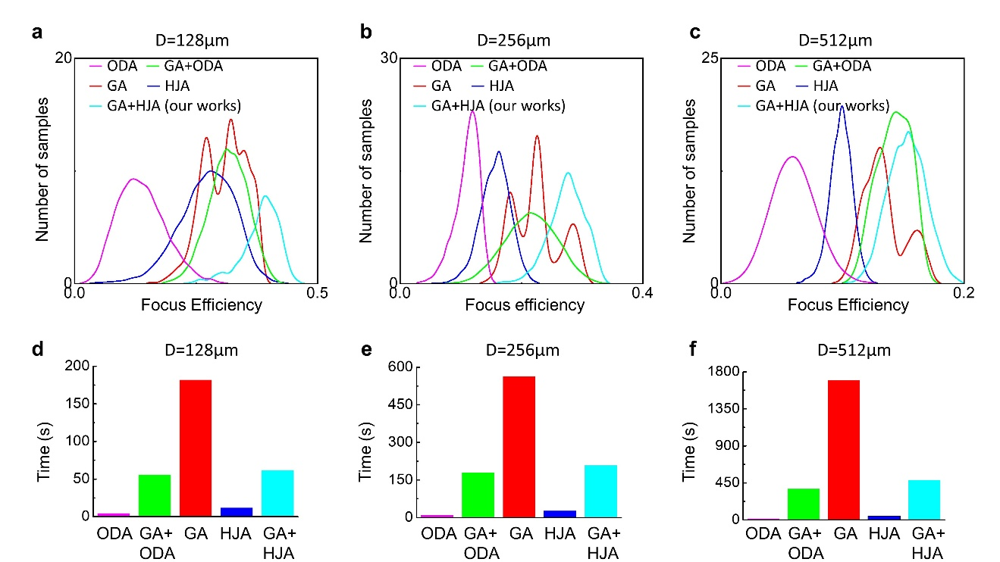 a
D=128μm
20
ODA
GA+ODA
GA
HJA
GA+HJA (our works)
Number of samples
0
0.0
0.5
Focus Efficiency
b
D=256μm
30
ODA
GA+ODA
GA
HJA
GA+HJA (our works)
Number of samples
0
0.0
0.4
Focus efficiency
c
D=512μm
25
ODA
GA+ODA
GA
HJA
GA+HJA (our works)
Number of samples
0
0.0
0.2
Focus Efficiency
d
D=128μm
200
150
100
50
0
Time (s)
ODA GA+ GA HJA GA+
ODA HJA
e
D=256μm
600
450
300
150
0
Time (s)
ODA GA+ GA HJA GA+
ODA HJA
f
D=512μm
1800
1350
900
450
0
Time (s)
ODA GA+ GA HJA GA+
ODA HJA